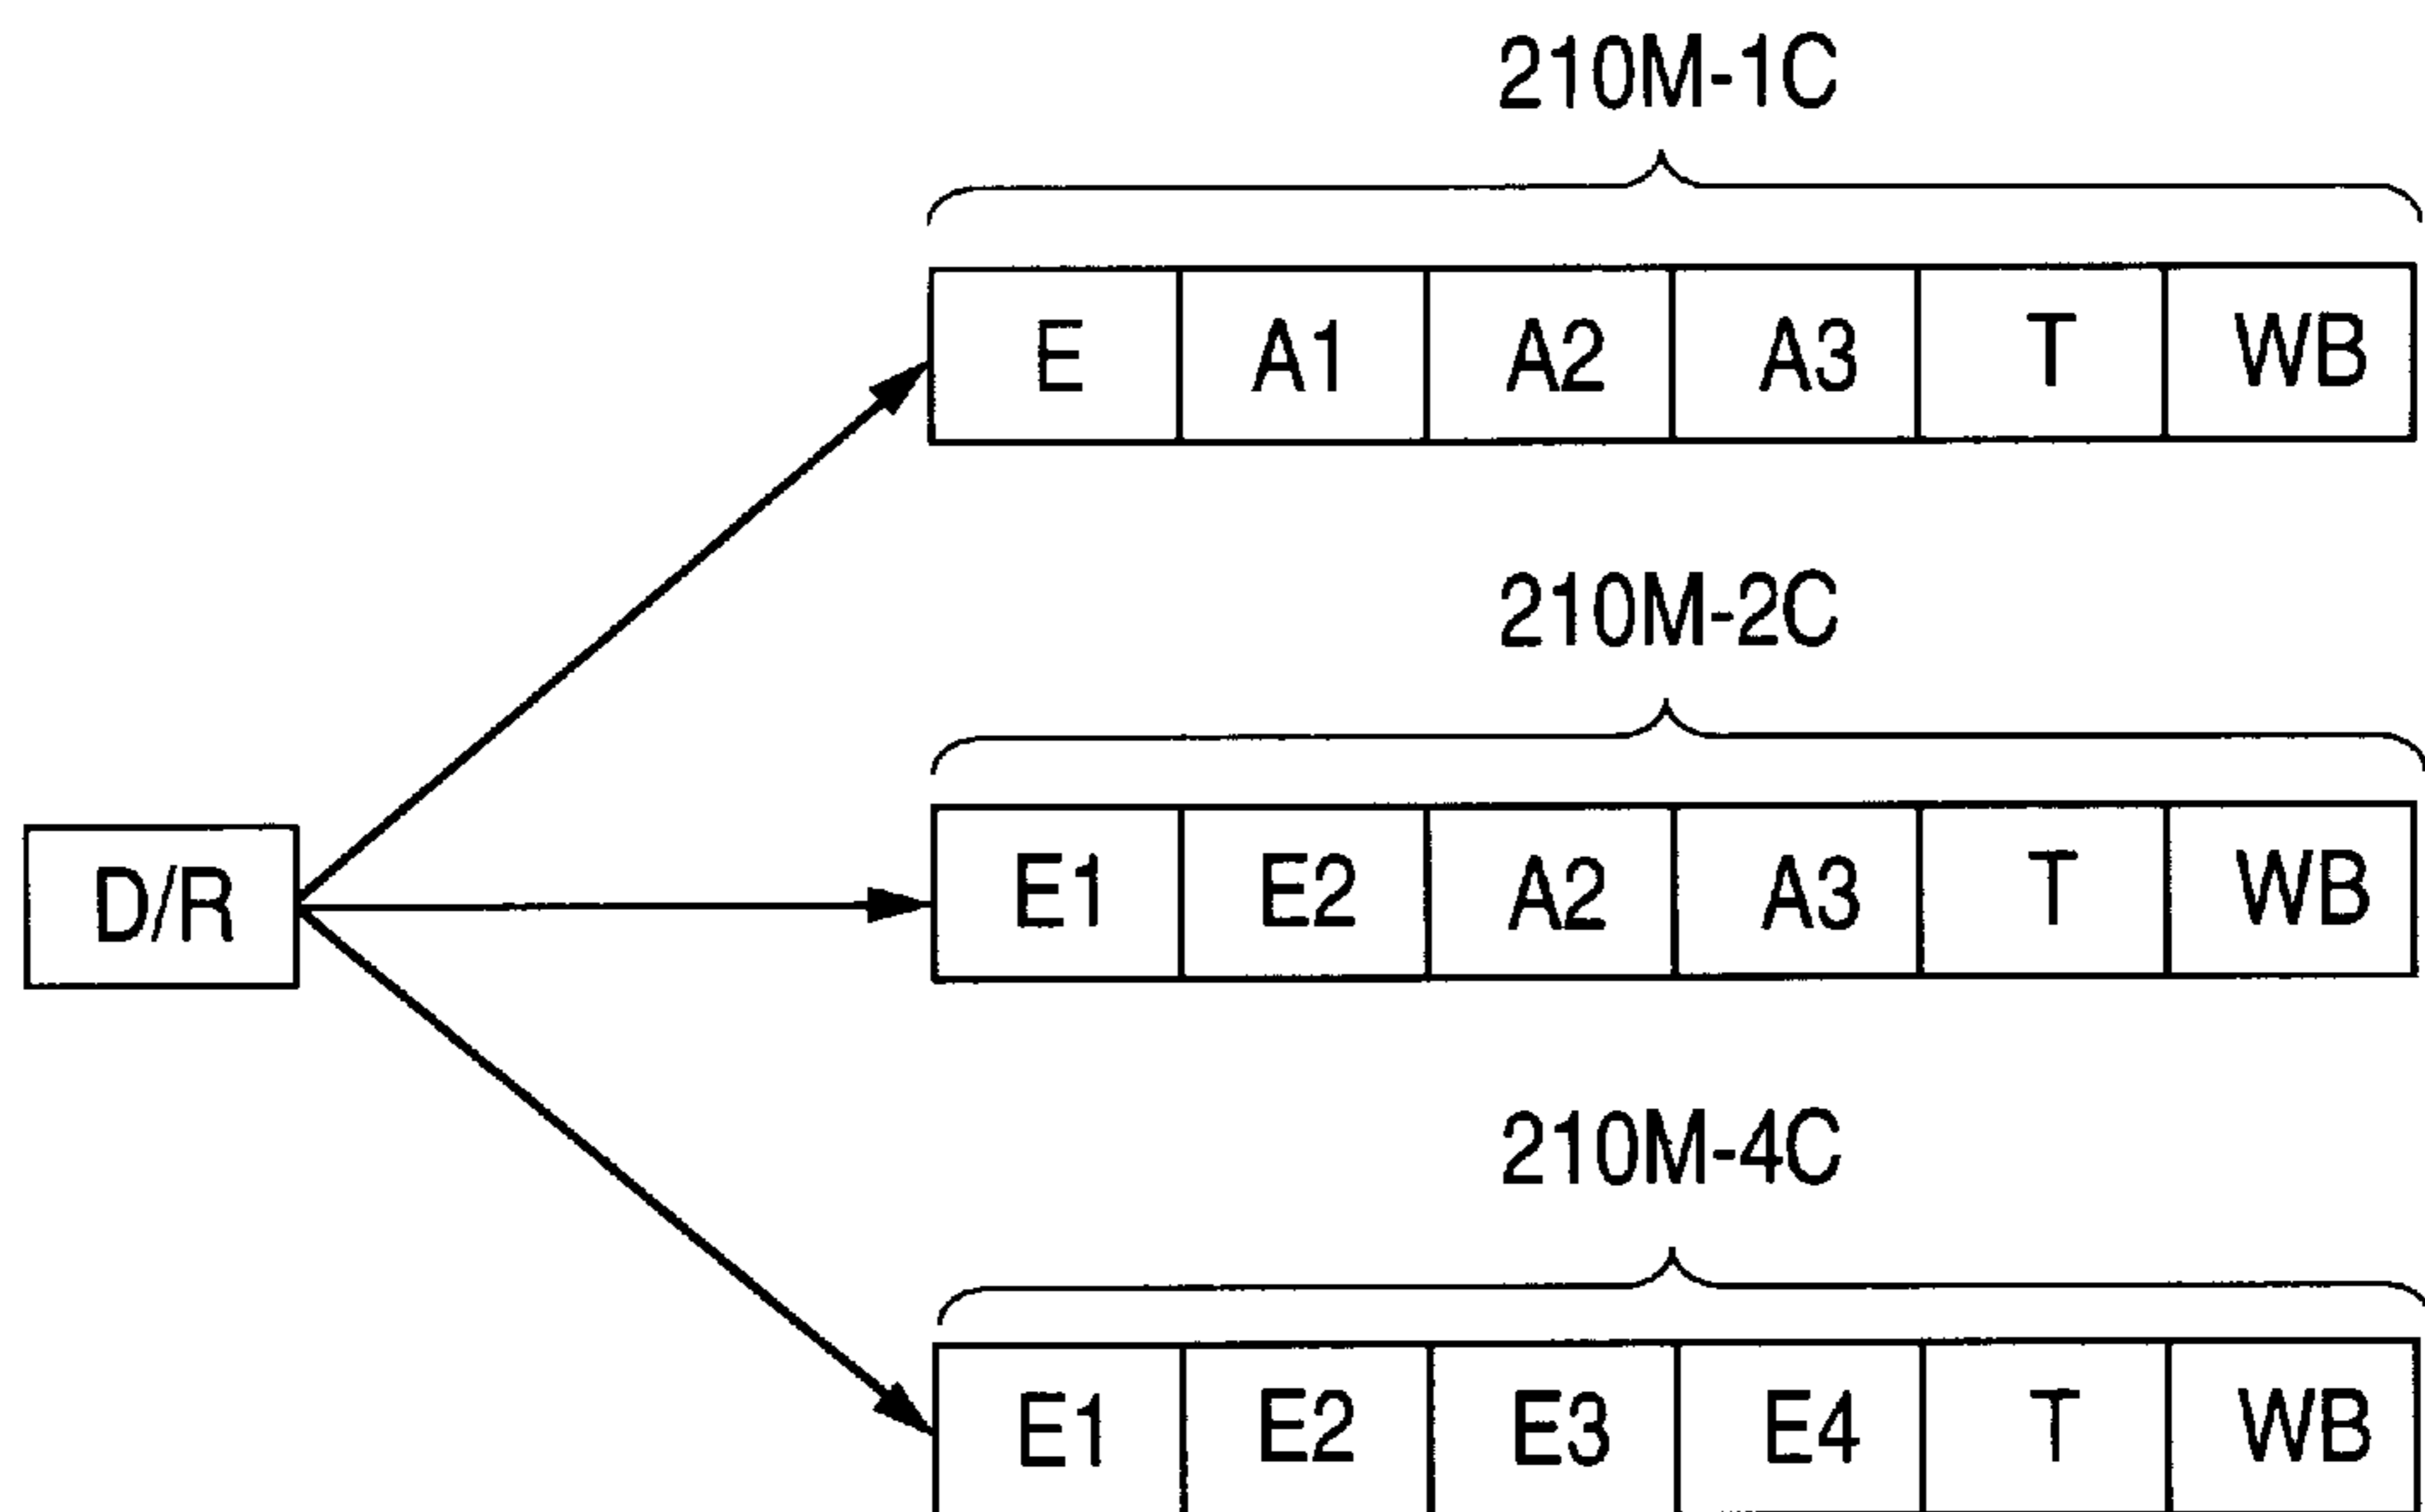 210M-1C
E A1 A2 A3 T WB
210M-2C
D/R
E1 E2 A2 A3 T WB
210M-4C
E1 E2 E3 E4 T WB